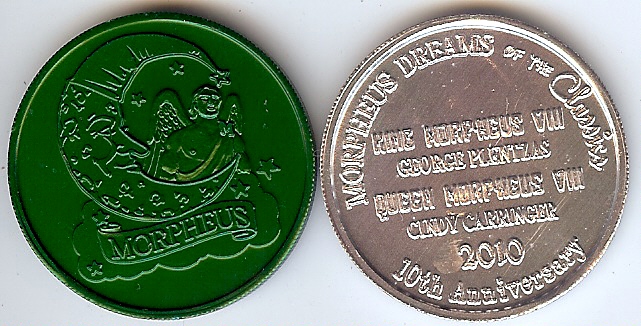 MORPHEUS
MORPHEUS DREAMS OF THE Classics
KING MORPHEUS VIII
GEORGE PLENTZAS
QUEEN MORPHEUS VIII
CINDY CARRINGER
2010
10th Anniversary